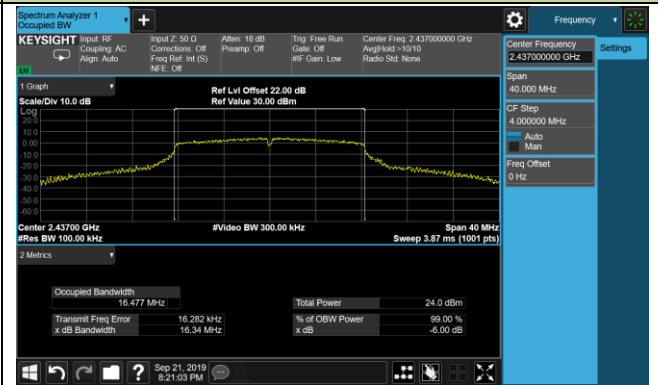 Spectrum Analyzer 1
Occupied BW
Frequency
KEYSIGHT
Input: RF
Coupling: AC
Align: Auto
Input Z: 50 Ω
Corrections: Off
Freq Ref: Int (S)
NFE: Off
Atten: 18 dB
Preamp: Off
Trig: Free Run
Gate: Off
#IF Gain: Low
Center Freq: 2.437000000 GHz
Avg|Hold:>10/10
Radio Std: None
Center Frequency
2.437000000 GHz
Settings
Span
40.000 MHz
CF Step
4.000000 MHz
Auto
Man
Freq Offset
0 Hz
1 Graph
Scale/Div 10.0 dB
Ref Lvl Offset 22.00 dB
Ref Value 30.00 dBm
Log
20.0
10.0
0.00
-10.0
-20.0
-30.0
-40.0
-50.0
-60.0
Center 2.43700 GHz
#Res BW 100.00 kHz
#Video BW 300.00 kHz
Span 40 MHz
Sweep 3.87 ms (1001 pts)
2 Metrics
Occupied Bandwidth
16.477 MHz
Total Power 24.0 dBm
Transmit Freq Error 16.282 kHz
% of OBW Power 99.00 %
x dB Bandwidth 16.34 MHz
x dB -6.00 dB
Sep 21, 2019
8:21:03 PM